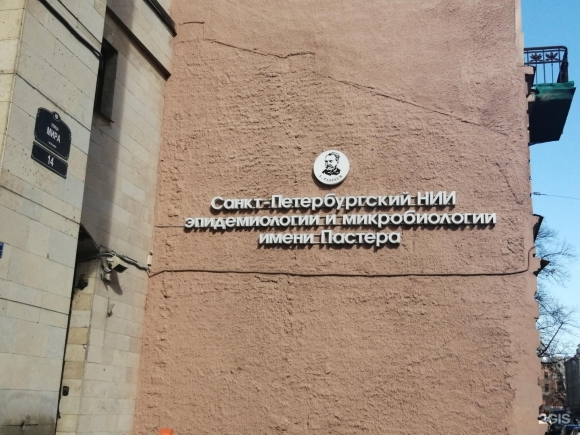 улица
МИРА
14
Санкт-Петербургский НИИ
эпидемиологии и микробиологии
имени Пастера
2GIS